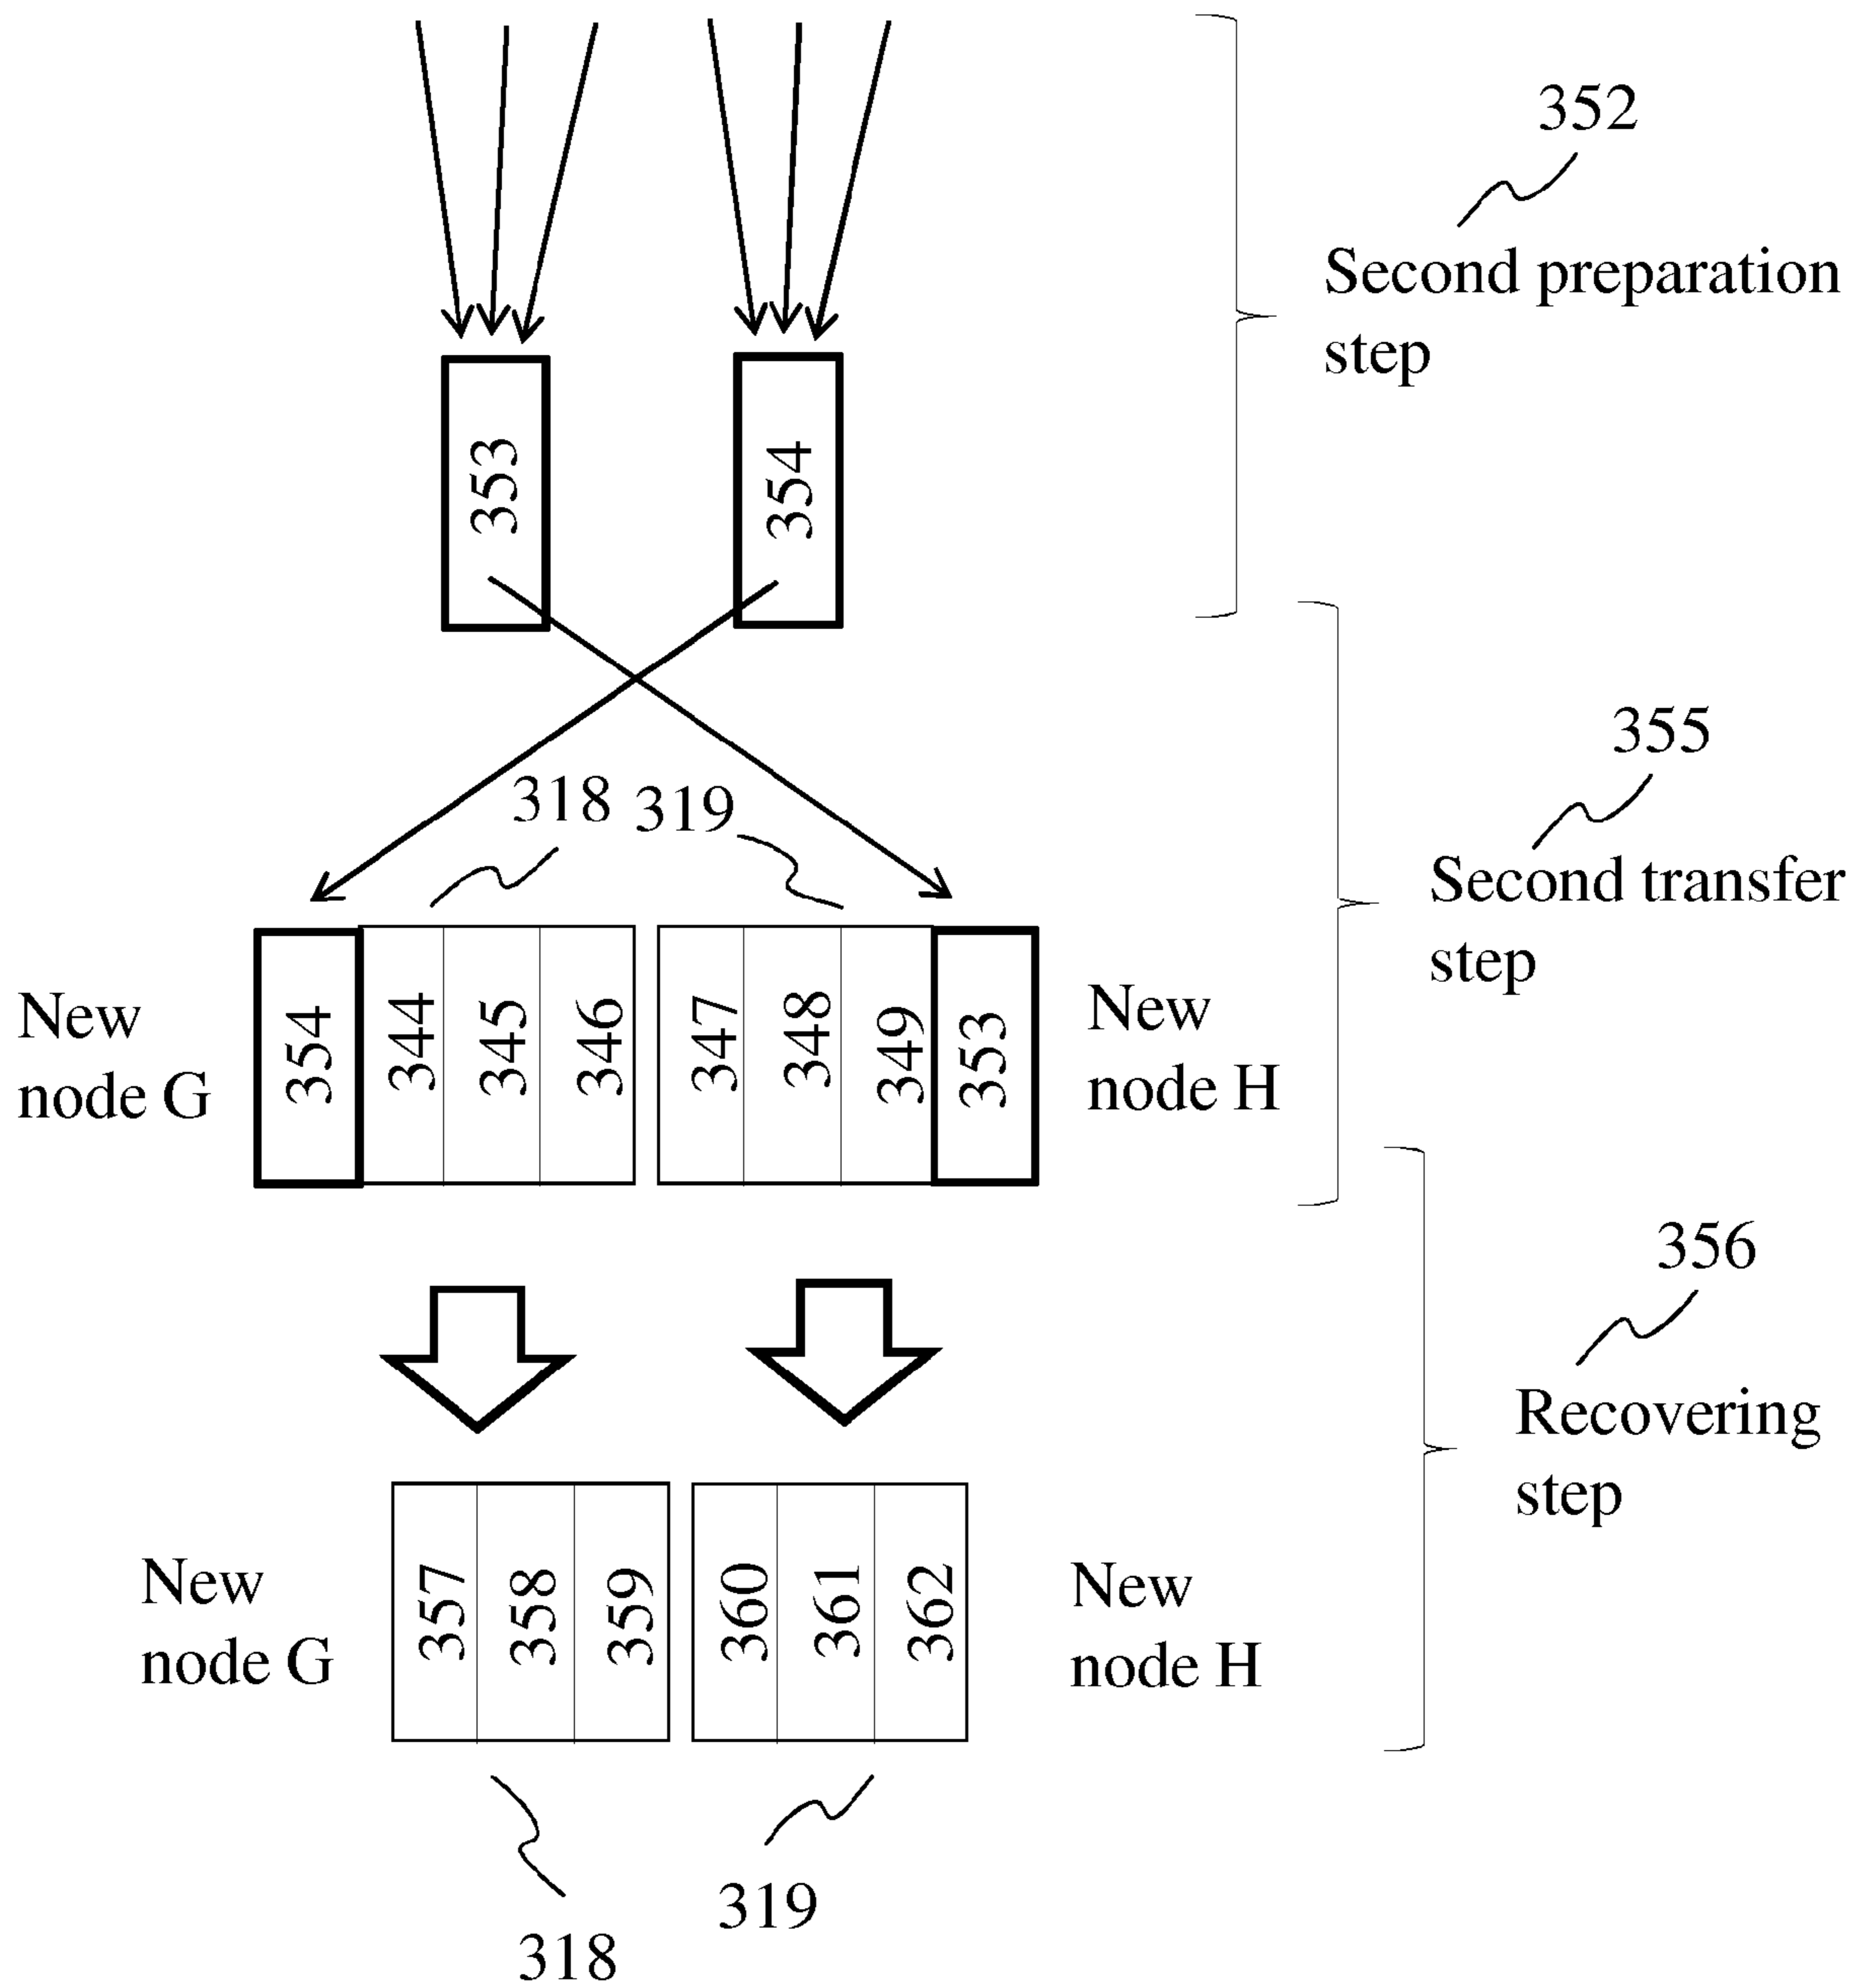 352
Second preparation
step
353
354
355
318
319
Second transfer
step
New
node G
354
344
345
346
347
348
349
353
New
node H
356
Recovering
step
New
node G
357
358
359
360
361
362
New
node H
319
318